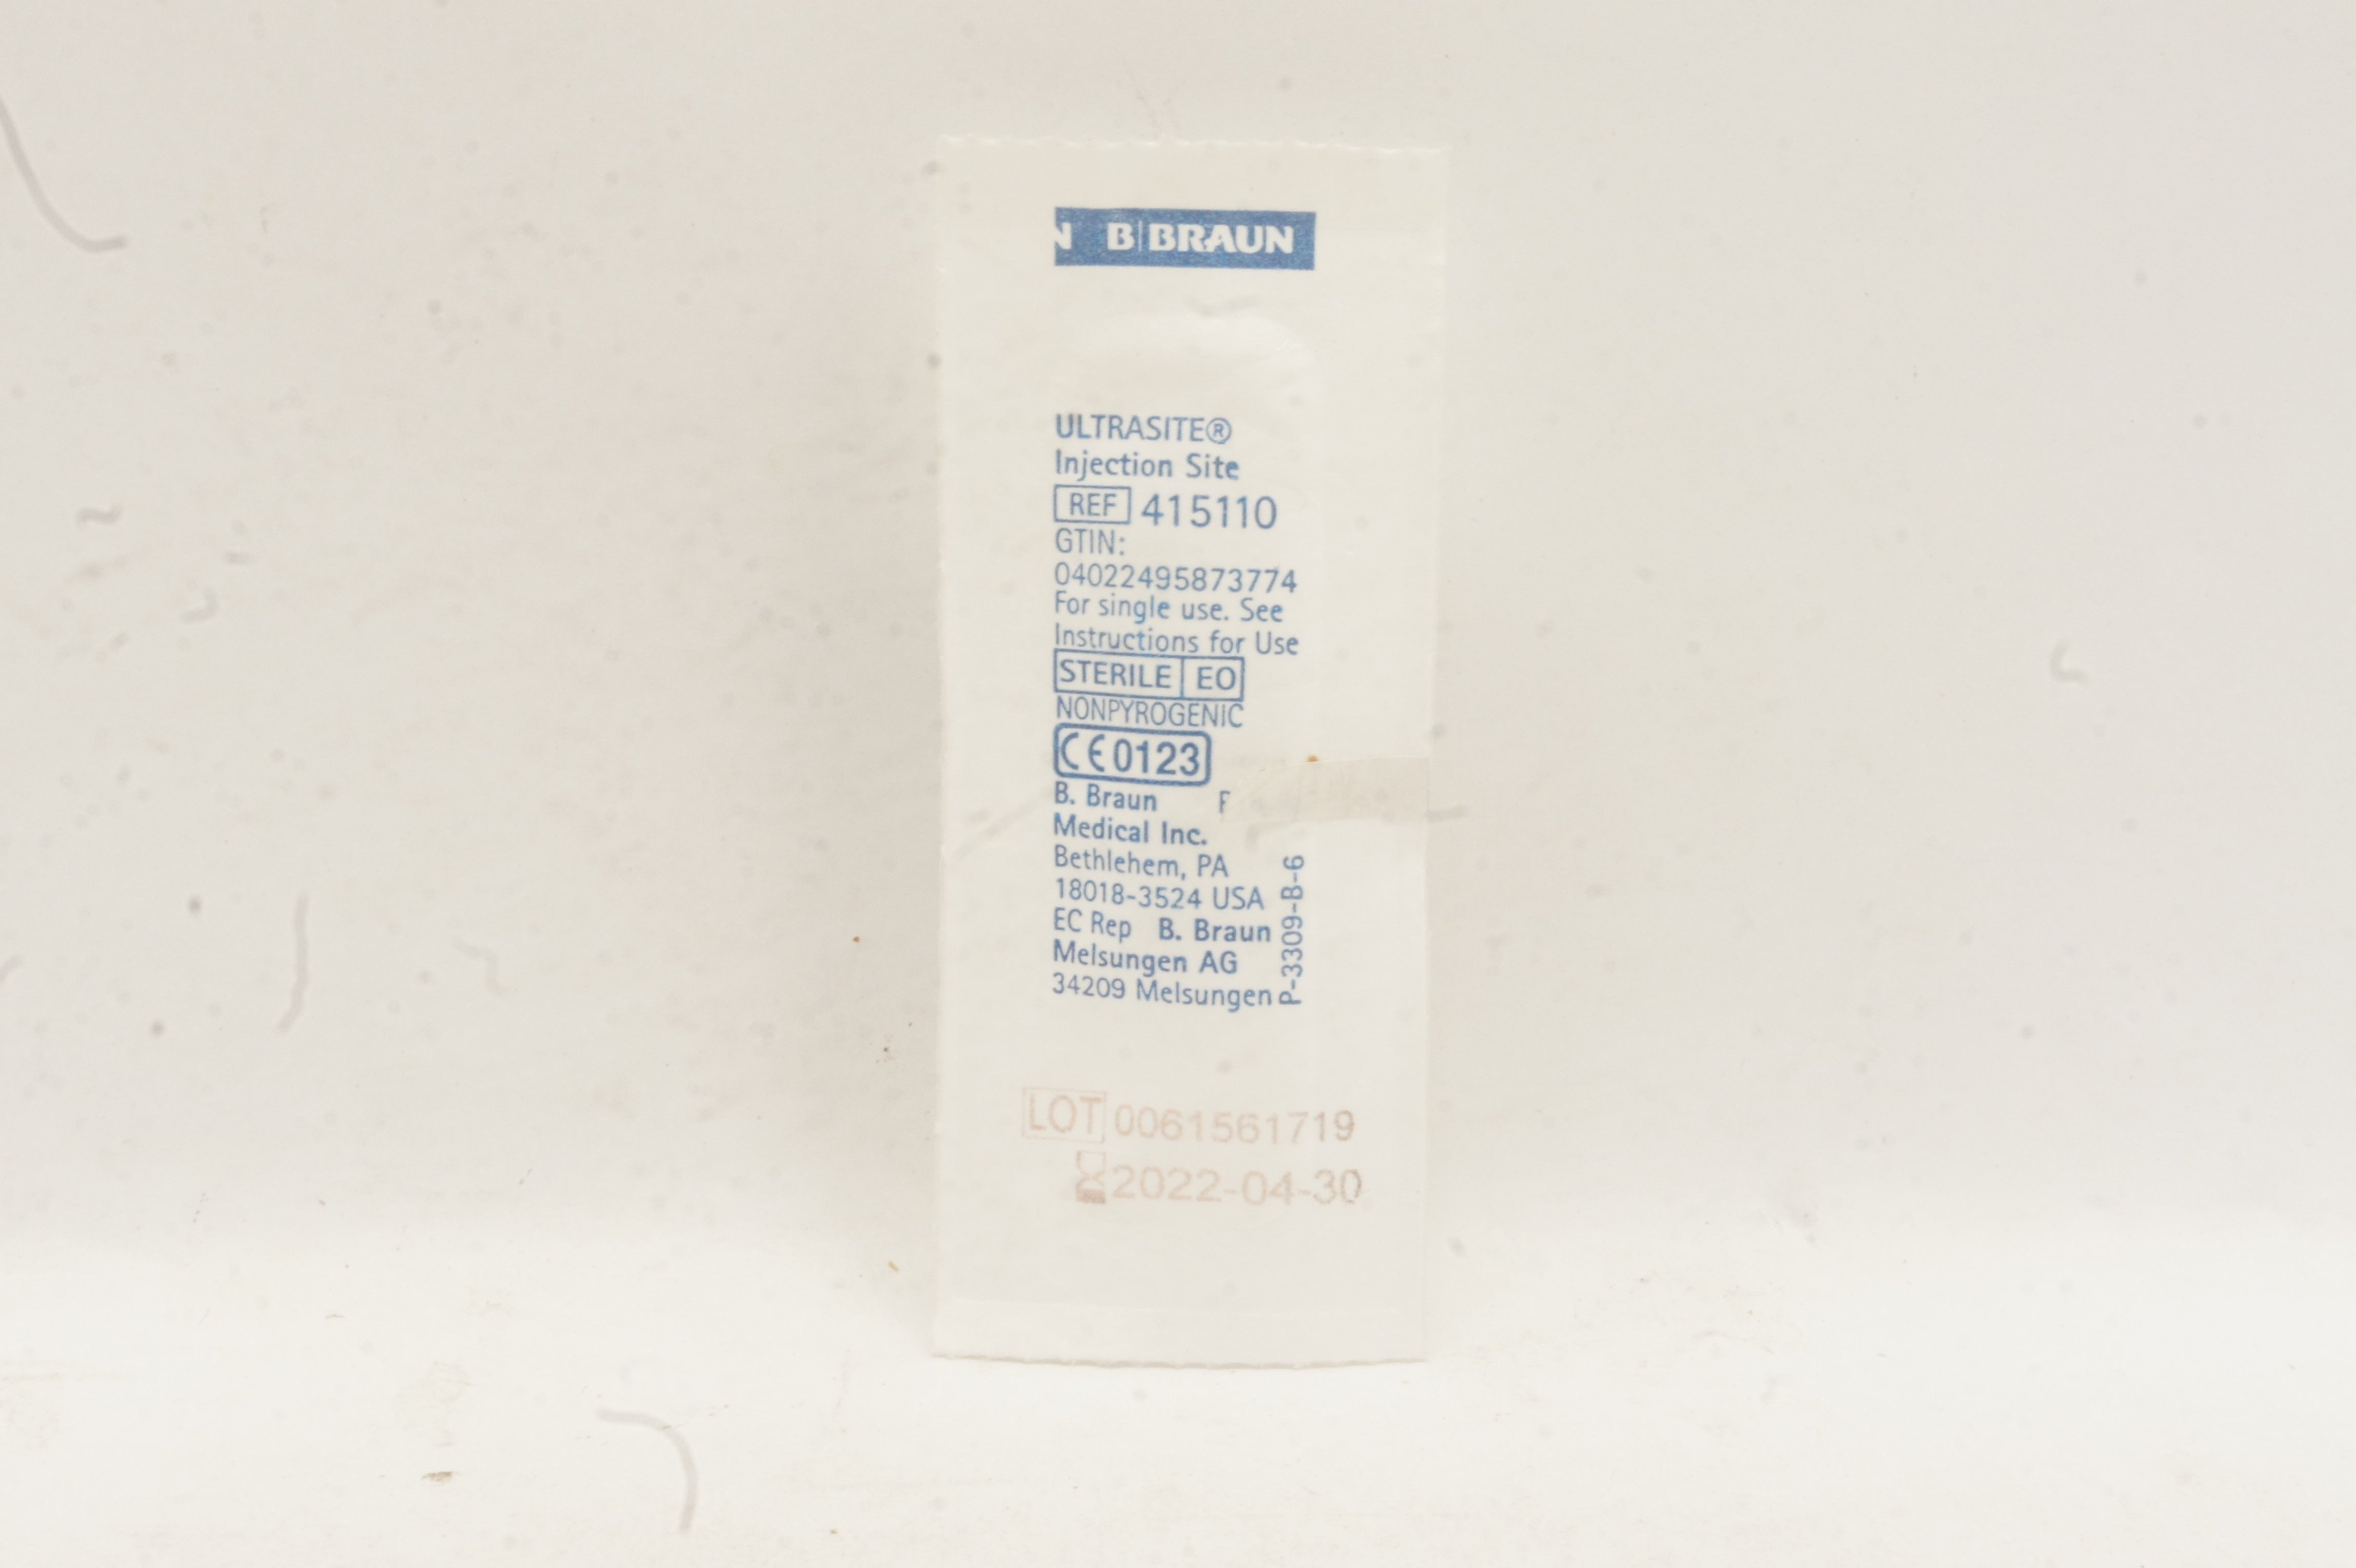 N B|BRAUN
ULTRASITE®
Injection Site
REF 415110
GTIN:
04022495873774
For single use. See
Instructions for Use
STERILE EO
NONPYROGENIC
CE0123
B. Braun F
Medical Inc.
Bethlehem, PA
18018-3524 USA
EC Rep B. Braun
Melsungen AG
34209 Melsungen
P-3309-B-6
LOT 0061561719
2022-04-30